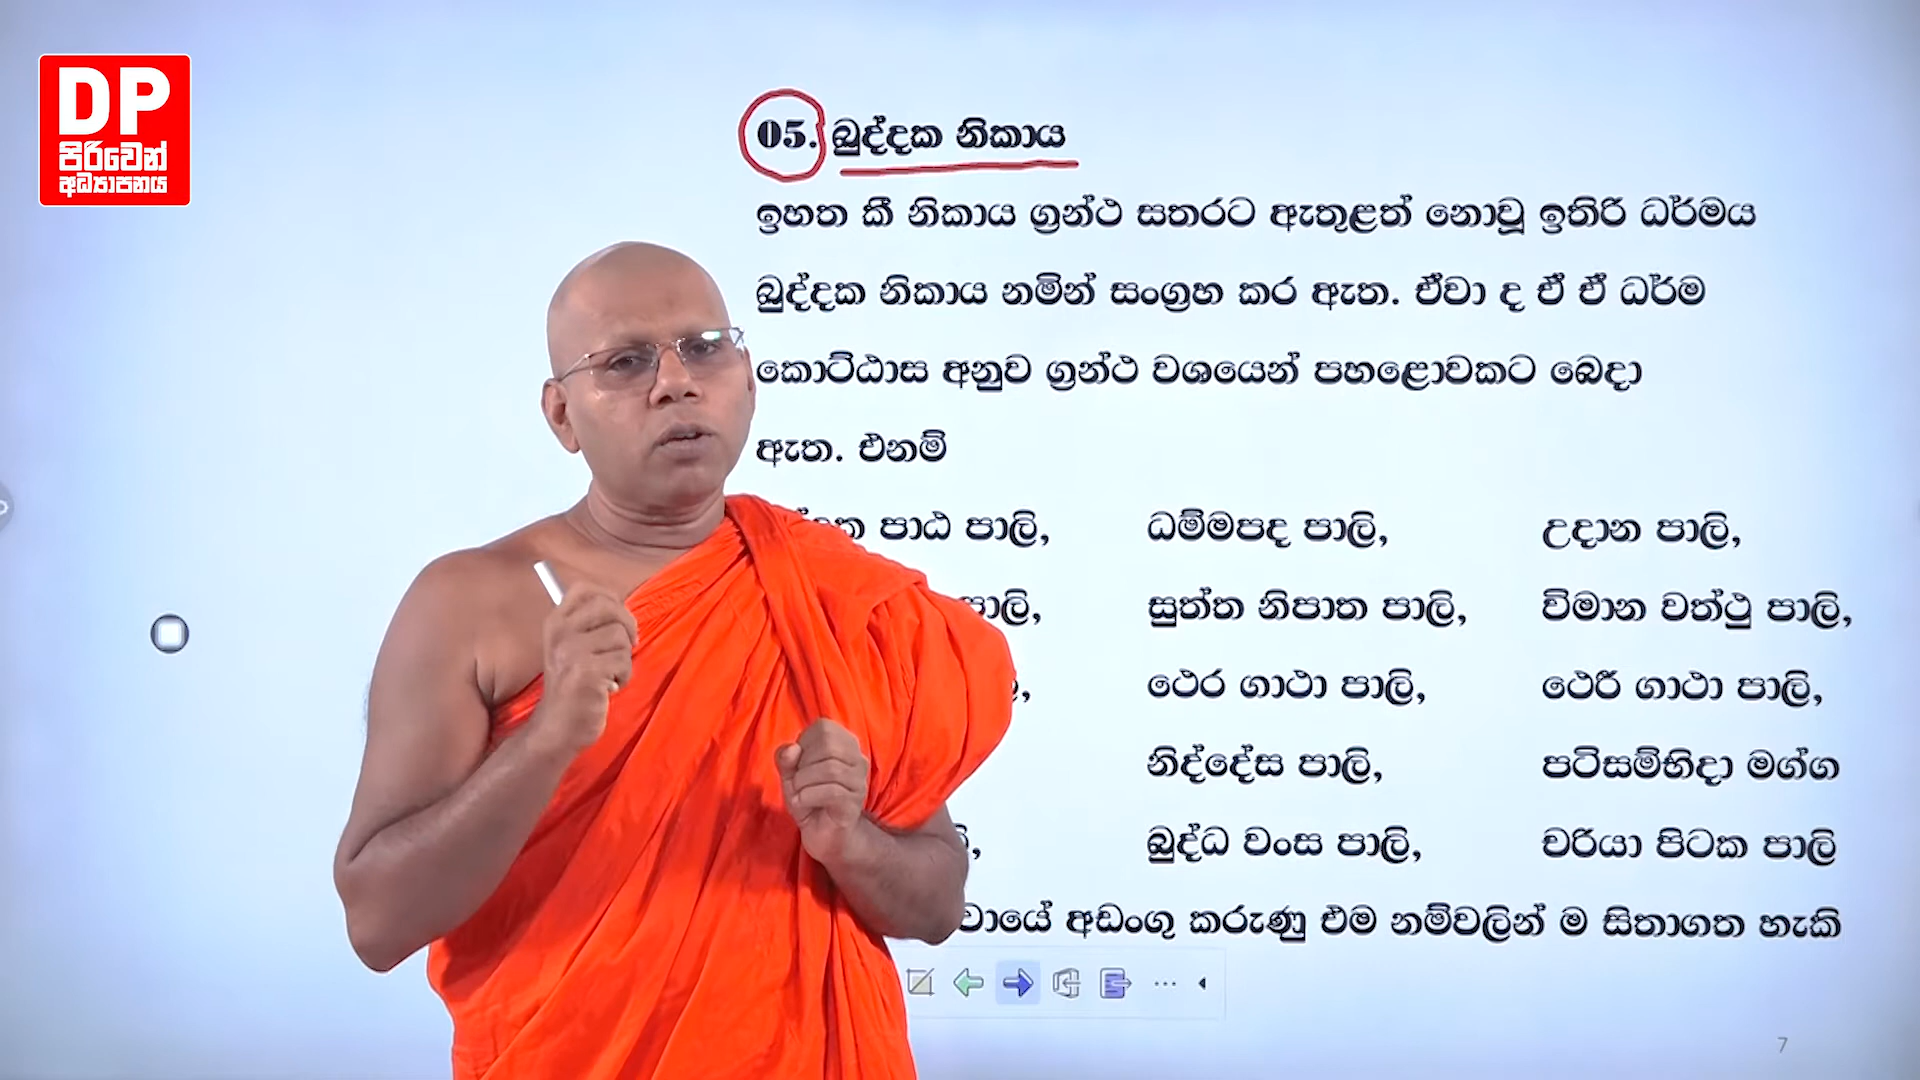 DP
පිරිවෙන්
අධ්‍යාපනය
05. ඛුද්දක නිකාය
ඉහත කී නිකාය ග්‍රන්ථ සතරට ඇතුළත් නොවූ ඉතිරි ධර්මය
ඛුද්දක නිකාය නමින් සංග්‍රහ කර ඇත. ඒවා ද ඒ ඒ ධර්ම
කොට්ඨාස අනුව ග්‍රන්ථ වශයෙන් පහළොවකට බෙදා
ඇත. එනම්
පාඨ පාලි, ධම්මපද පාලි, උදාන පාලි,
පාලි, සුත්ත නිපාත පාලි, විමාන වත්ථු පාලි,
ථෙර ගාථා පාලි, ථෙරී ගාථා පාලි,
නිද්දේස පාලි, පටිසම්භිදා මග්ග
බුද්ධ වංස පාලි, චරියා පිටක පාලි
අඩංගු කරුණු එම නම්වලින් ම සිතාගත හැකි
7